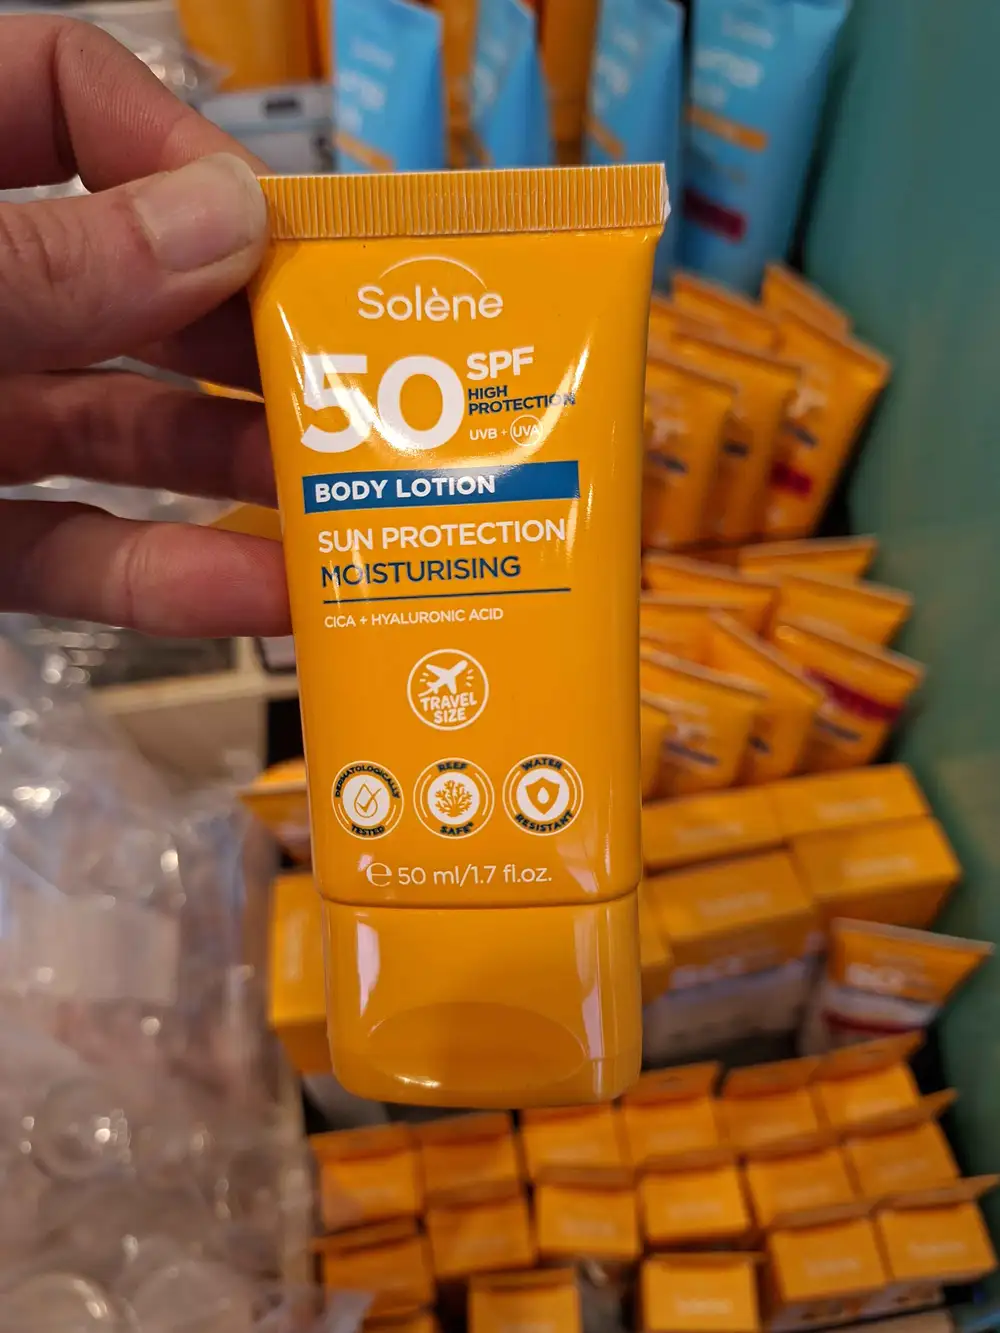 Solène
50 SPF
HIGH
PROTECTION
UVB + UVA
BODY LOTION
SUN PROTECTION
MOISTURISING
CICA + HYALURONIC ACID
TRAVEL
SIZE
DERMATOLOGICALLY
TESTED
REEF
SAFE*
WATER
RESISTANT
℮ 50 ml/1.7 fl.oz.
Solène